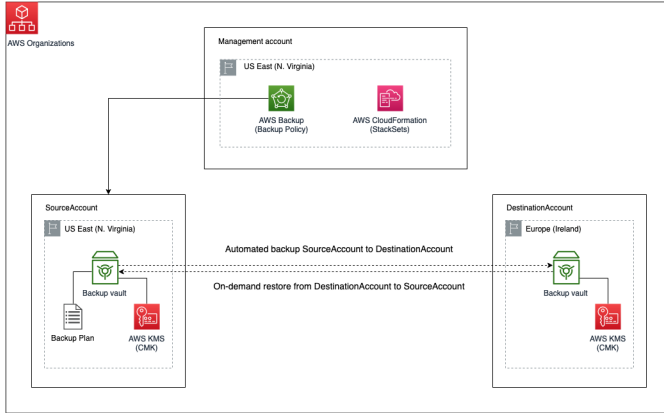 AWS Organizations
Management account
US East (N. Virginia)
AWS Backup
(Backup Policy)
AWS CloudFormation
(StackSets)
SourceAccount
US East (N. Virginia)
Backup vault
Backup Plan
AWS KMS
(CMK)
Automated backup SourceAccount to DestinationAccount
On-demand restore from DestinationAccount to SourceAccount
DestinationAccount
Europe (Ireland)
Backup vault
AWS KMS
(CMK)